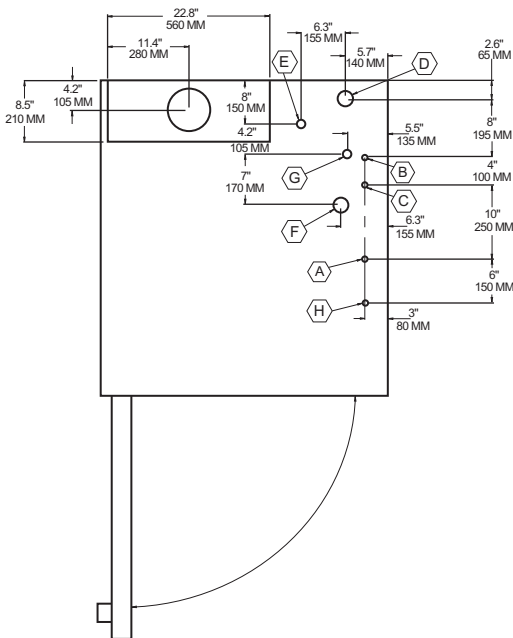 22.8"
560 MM
11.4"
280 MM
6.3"
155 MM
5.7"
140 MM
2.6"
65 MM
E
D
4.2"
105 MM
8.5"
210 MM
8"
150 MM
4.2"
105 MM
5.5"
135 MM
8"
195 MM
G
B
4"
100 MM
7"
170 MM
C
F
6.3"
155 MM
10"
250 MM
A
6"
150 MM
H
3"
80 MM